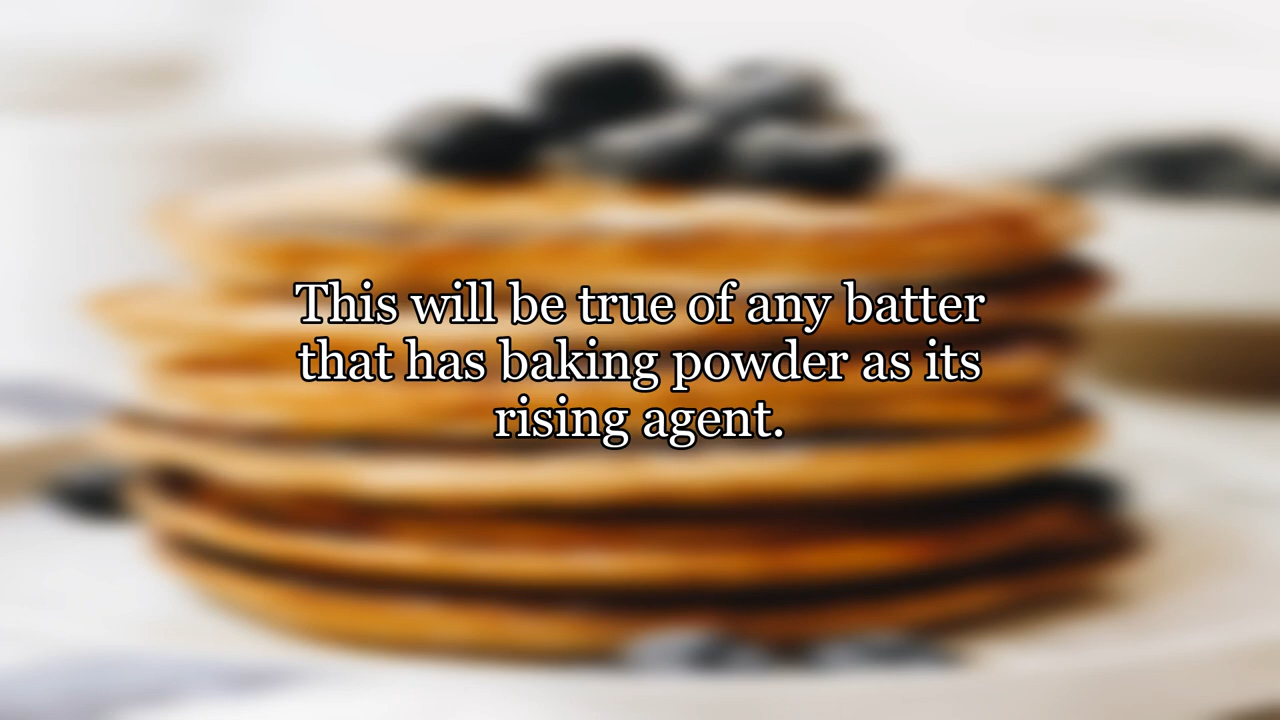 This will be true of any batter
that has baking powder as its
rising agent.